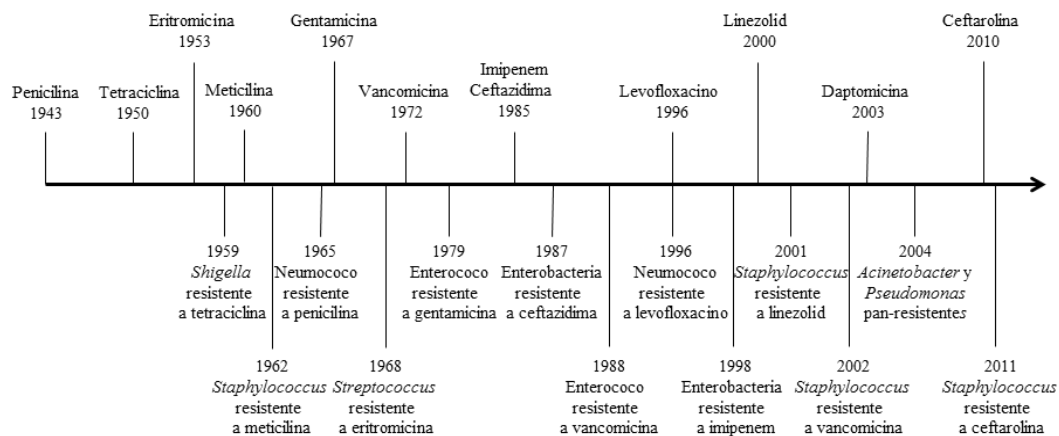 Eritromicina
1953
Gentamicina
1967
Linezolid
2000
Ceftarolina
2010
Penicilina
1943
Tetraciclina
1950
Meticilina
1960
Vancomicina
1972
Imipenem
Ceftazidima
1985
Levofloxacino
1996
Daptomicina
2003
1959
Shigella
resistente
a tetraciclina
1965
Neumococo
resistente
a penicilina
1979
Enterococo
resistente
a gentamicina
1987
Enterobacteria
resistente
a ceftazidima
1996
Neumococo
resistente
a levofloxacino
2001
Staphylococcus
resistente
a linezolid
2004
Acinetobacter y
Pseudomonas
pan-resistentes
1962
Staphylococcus
resistente
a meticilina
1968
Streptococcus
resistente
a eritromicina
1988
Enterococo
resistente
a vancomicina
1998
Enterobacteria
resistente
a imipenem
2002
Staphylococcus
resistente
a vancomicina
2011
Staphylococcus
resistente
a ceftarolina